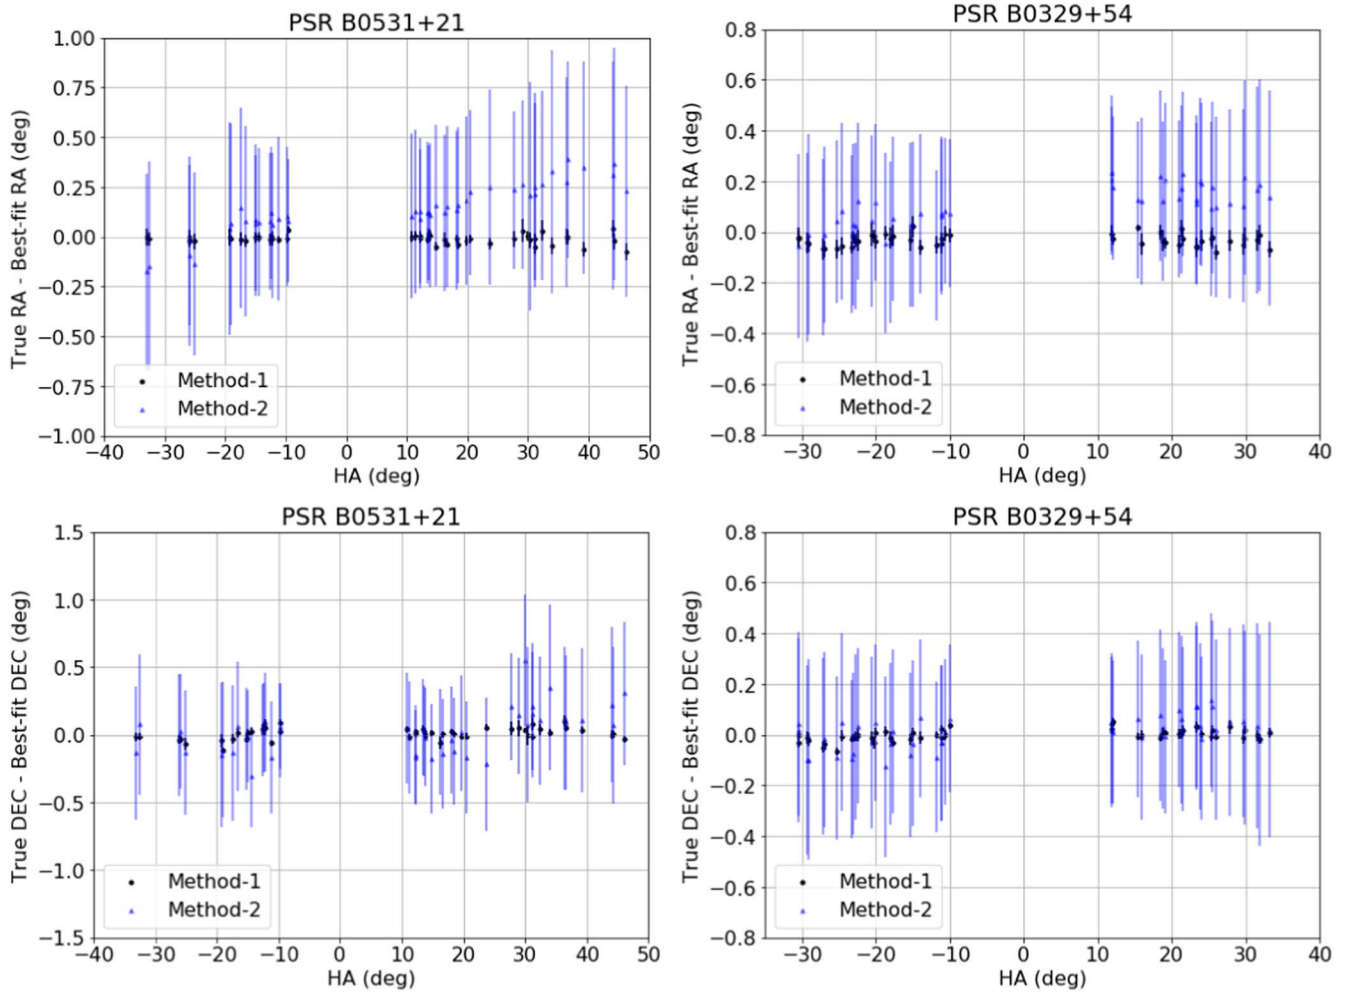 PSR B0531+21
True RA - Best-fit RA (deg)
1.00
0.75
0.50
0.25
0.00
−0.25
−0.50
−0.75
−1.00
Method-1
Method-2
−40 −30 −20 −10 0 10 20 30 40 50
HA (deg)
PSR B0329+54
True RA - Best-fit RA (deg)
0.8
0.6
0.4
0.2
0.0
−0.2
−0.4
−0.6
−0.8
Method-1
Method-2
−30 −20 −10 0 10 20 30 40
HA (deg)
PSR B0531+21
True DEC - Best-fit DEC (deg)
1.5
1.0
0.5
0.0
−0.5
−1.0
−1.5
Method-1
Method-2
−40 −30 −20 −10 0 10 20 30 40 50
HA (deg)
PSR B0329+54
True DEC - Best-fit DEC (deg)
0.8
0.6
0.4
0.2
0.0
−0.2
−0.4
−0.6
−0.8
Method-1
Method-2
−30 −20 −10 0 10 20 30 40
HA (deg)